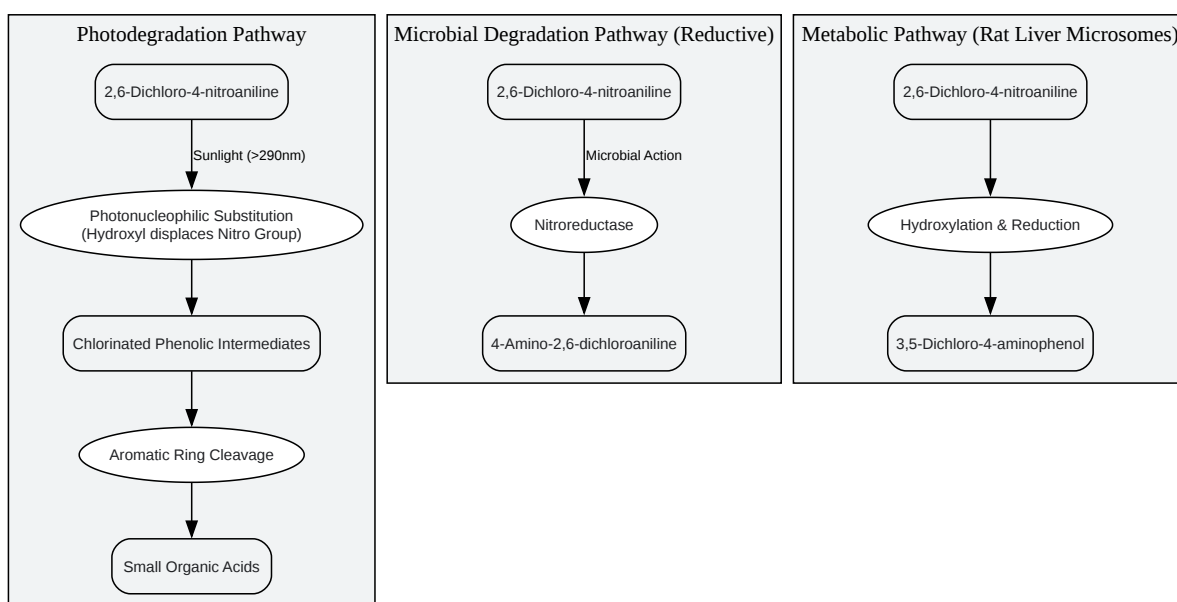 Photodegradation Pathway
2,6-Dichloro-4-nitroaniline
Sunlight (>290nm)
Photonucleophilic Substitution
(Hydroxyl displaces Nitro Group)
Chlorinated Phenolic Intermediates
Aromatic Ring Cleavage
Small Organic Acids
Microbial Degradation Pathway (Reductive)
2,6-Dichloro-4-nitroaniline
Microbial Action
Nitroreductase
4-Amino-2,6-dichloroaniline
Metabolic Pathway (Rat Liver Microsomes)
2,6-Dichloro-4-nitroaniline
Hydroxylation & Reduction
3,5-Dichloro-4-aminophenol